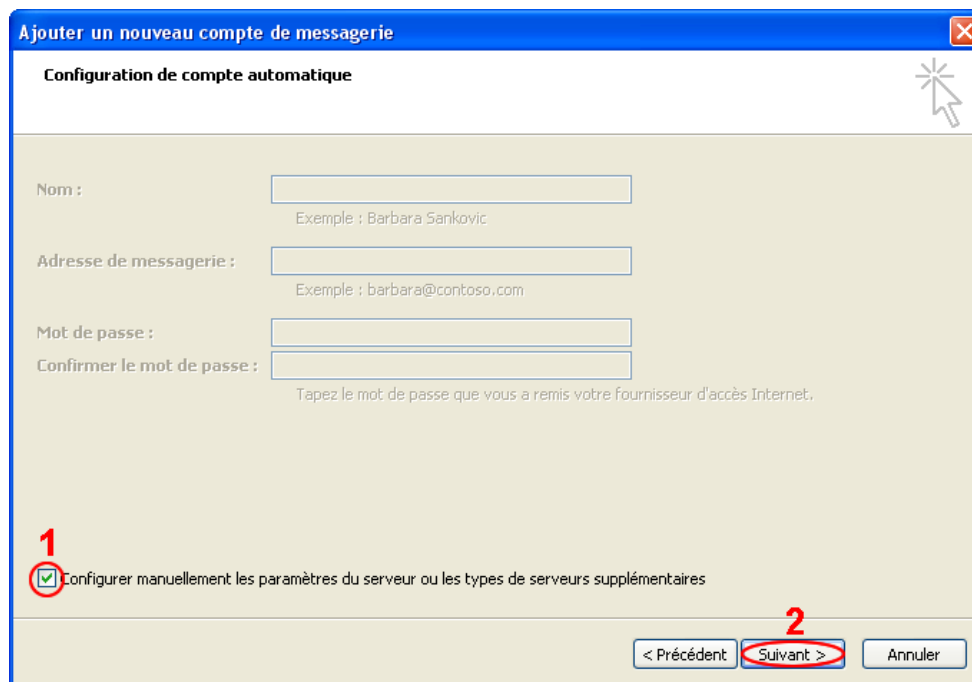 Ajouter un nouveau compte de messagerie
Configuration de compte automatique
Nom :
Exemple : Barbara Sankovic
Adresse de messagerie :
Exemple : barbara@contoso.com
Mot de passe :
Confirmer le mot de passe :
Tapez le mot de passe que vous a remis votre fournisseur d'accès Internet.
1
Configurer manuellement les paramètres du serveur ou les types de serveurs supplémentaires
2
< Précédent Suivant > Annuler